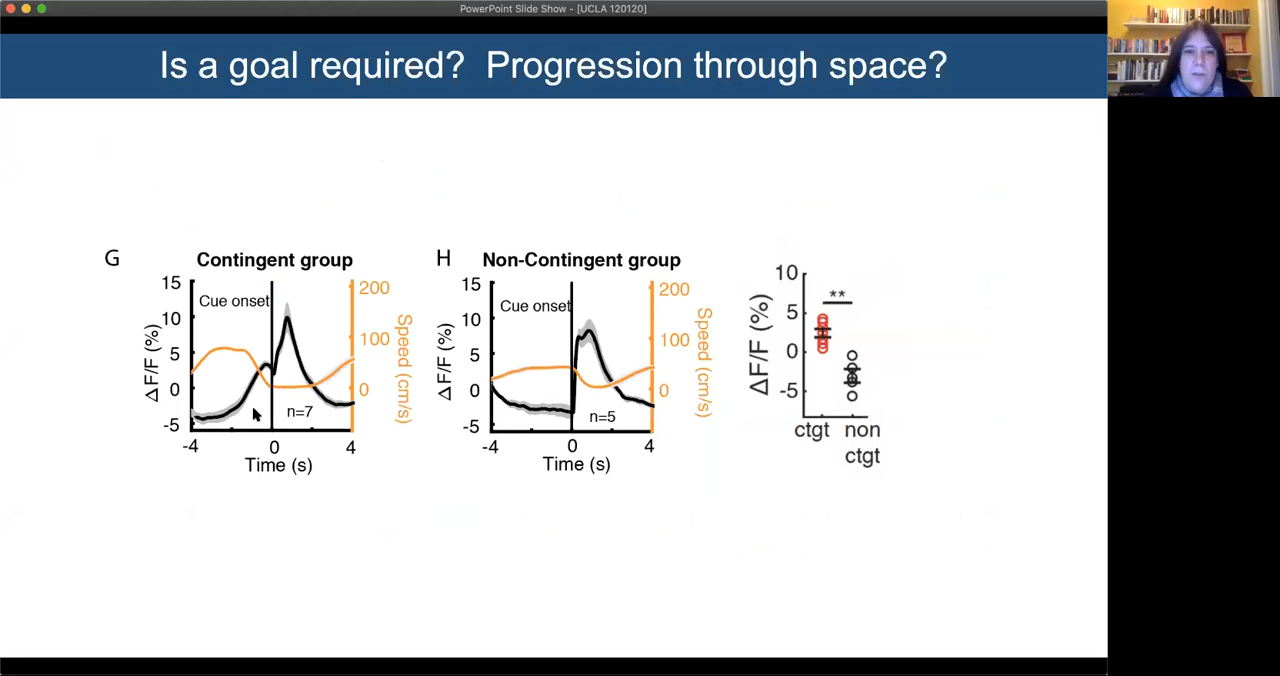 PowerPoint Slide Show - [UCLA 120120]
Is a goal required? Progression through space?
G
Contingent group
15
10
5
0
-5
ΔF/F (%)
Cue onset
n=7
200
100
0
Speed (cm/s)
-4
0
4
Time (s)
H
Non-Contingent group
15
10
5
0
-5
ΔF/F (%)
Cue onset
n=5
200
100
0
Speed (cm/s)
-4
0
4
Time (s)
10
5
0
-5
ΔF/F (%)
**
ctgt
non
ctgt